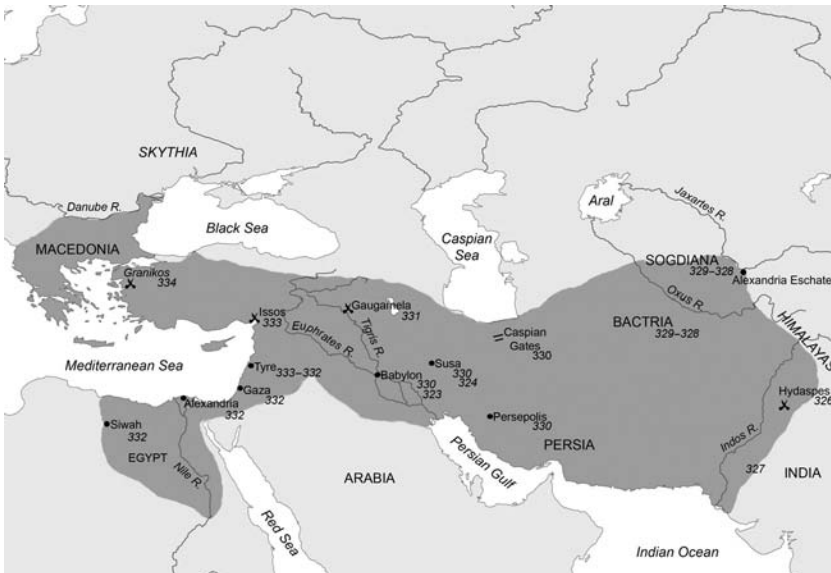 SKYTHIA
Danube R.
Black Sea
MACEDONIA
Granikos
334
Caspian
Sea
Aral
Jaxartes R.
SOGDIANA
329–328
Alexandria Eschate
Oxus R.
BACTRIA
329–328
HIMALAYAS
Issos
333
Gaugamela
331
Euphrates R.
Tigris R.
Caspian
Gates
330
Mediterranean Sea
Tyre 333–332
Babylon
330
323
Susa
330
324
Gaza
332
Alexandria
332
Siwah
332
EGYPT
Nile R.
Persepolis
330
PERSIA
Hydaspes
326
Indos R.
327
INDIA
ARABIA
Persian Gulf
Red Sea
Indian Ocean